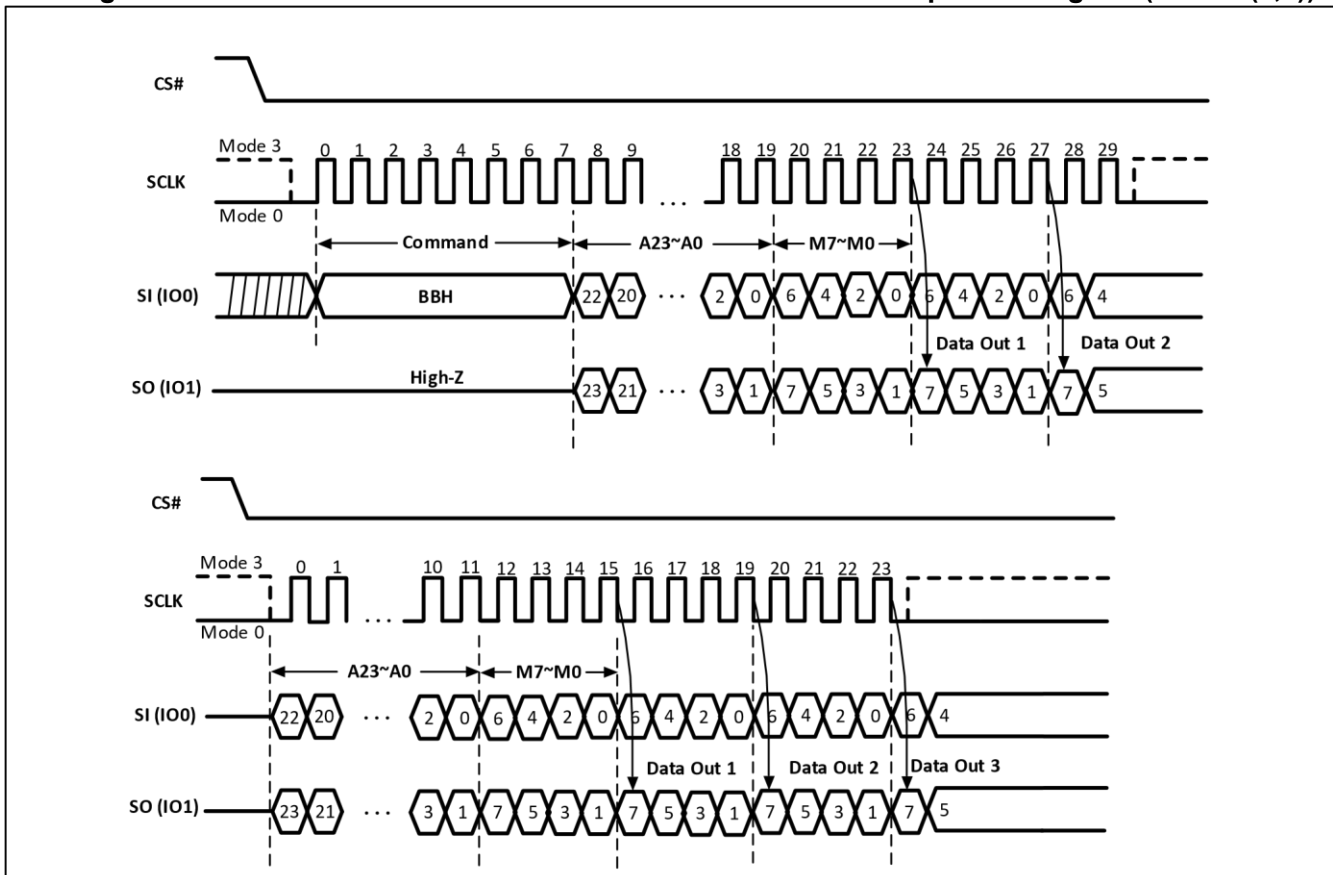 CS#
Mode 3
0 1 2 3 4 5 6 7 8 9 18 19 20 21 22 23 24 25 26 27 28 29
SCLK
...
Mode 0
Command A23~A0 M7~M0
SI (IO0) BBH 22 20 ... 2 0 6 4 2 0 6 4 2 0 6 4
Data Out 1 Data Out 2
High-Z
SO (IO1) 23 21 ... 3 1 7 5 3 1 7 5 3 1 7 5
CS#
Mode 3
0 1 10 11 12 13 14 15 16 17 18 19 20 21 22 23
SCLK
...
Mode 0
A23~A0 M7~M0
SI (IO0) 22 20 ... 2 0 6 4 2 0 6 4 2 0 6 4 2 0 6 4
Data Out 1 Data Out 2 Data Out 3
SO (IO1) 23 21 ... 3 1 7 5 3 1 7 5 3 1 7 5 3 1 7 5